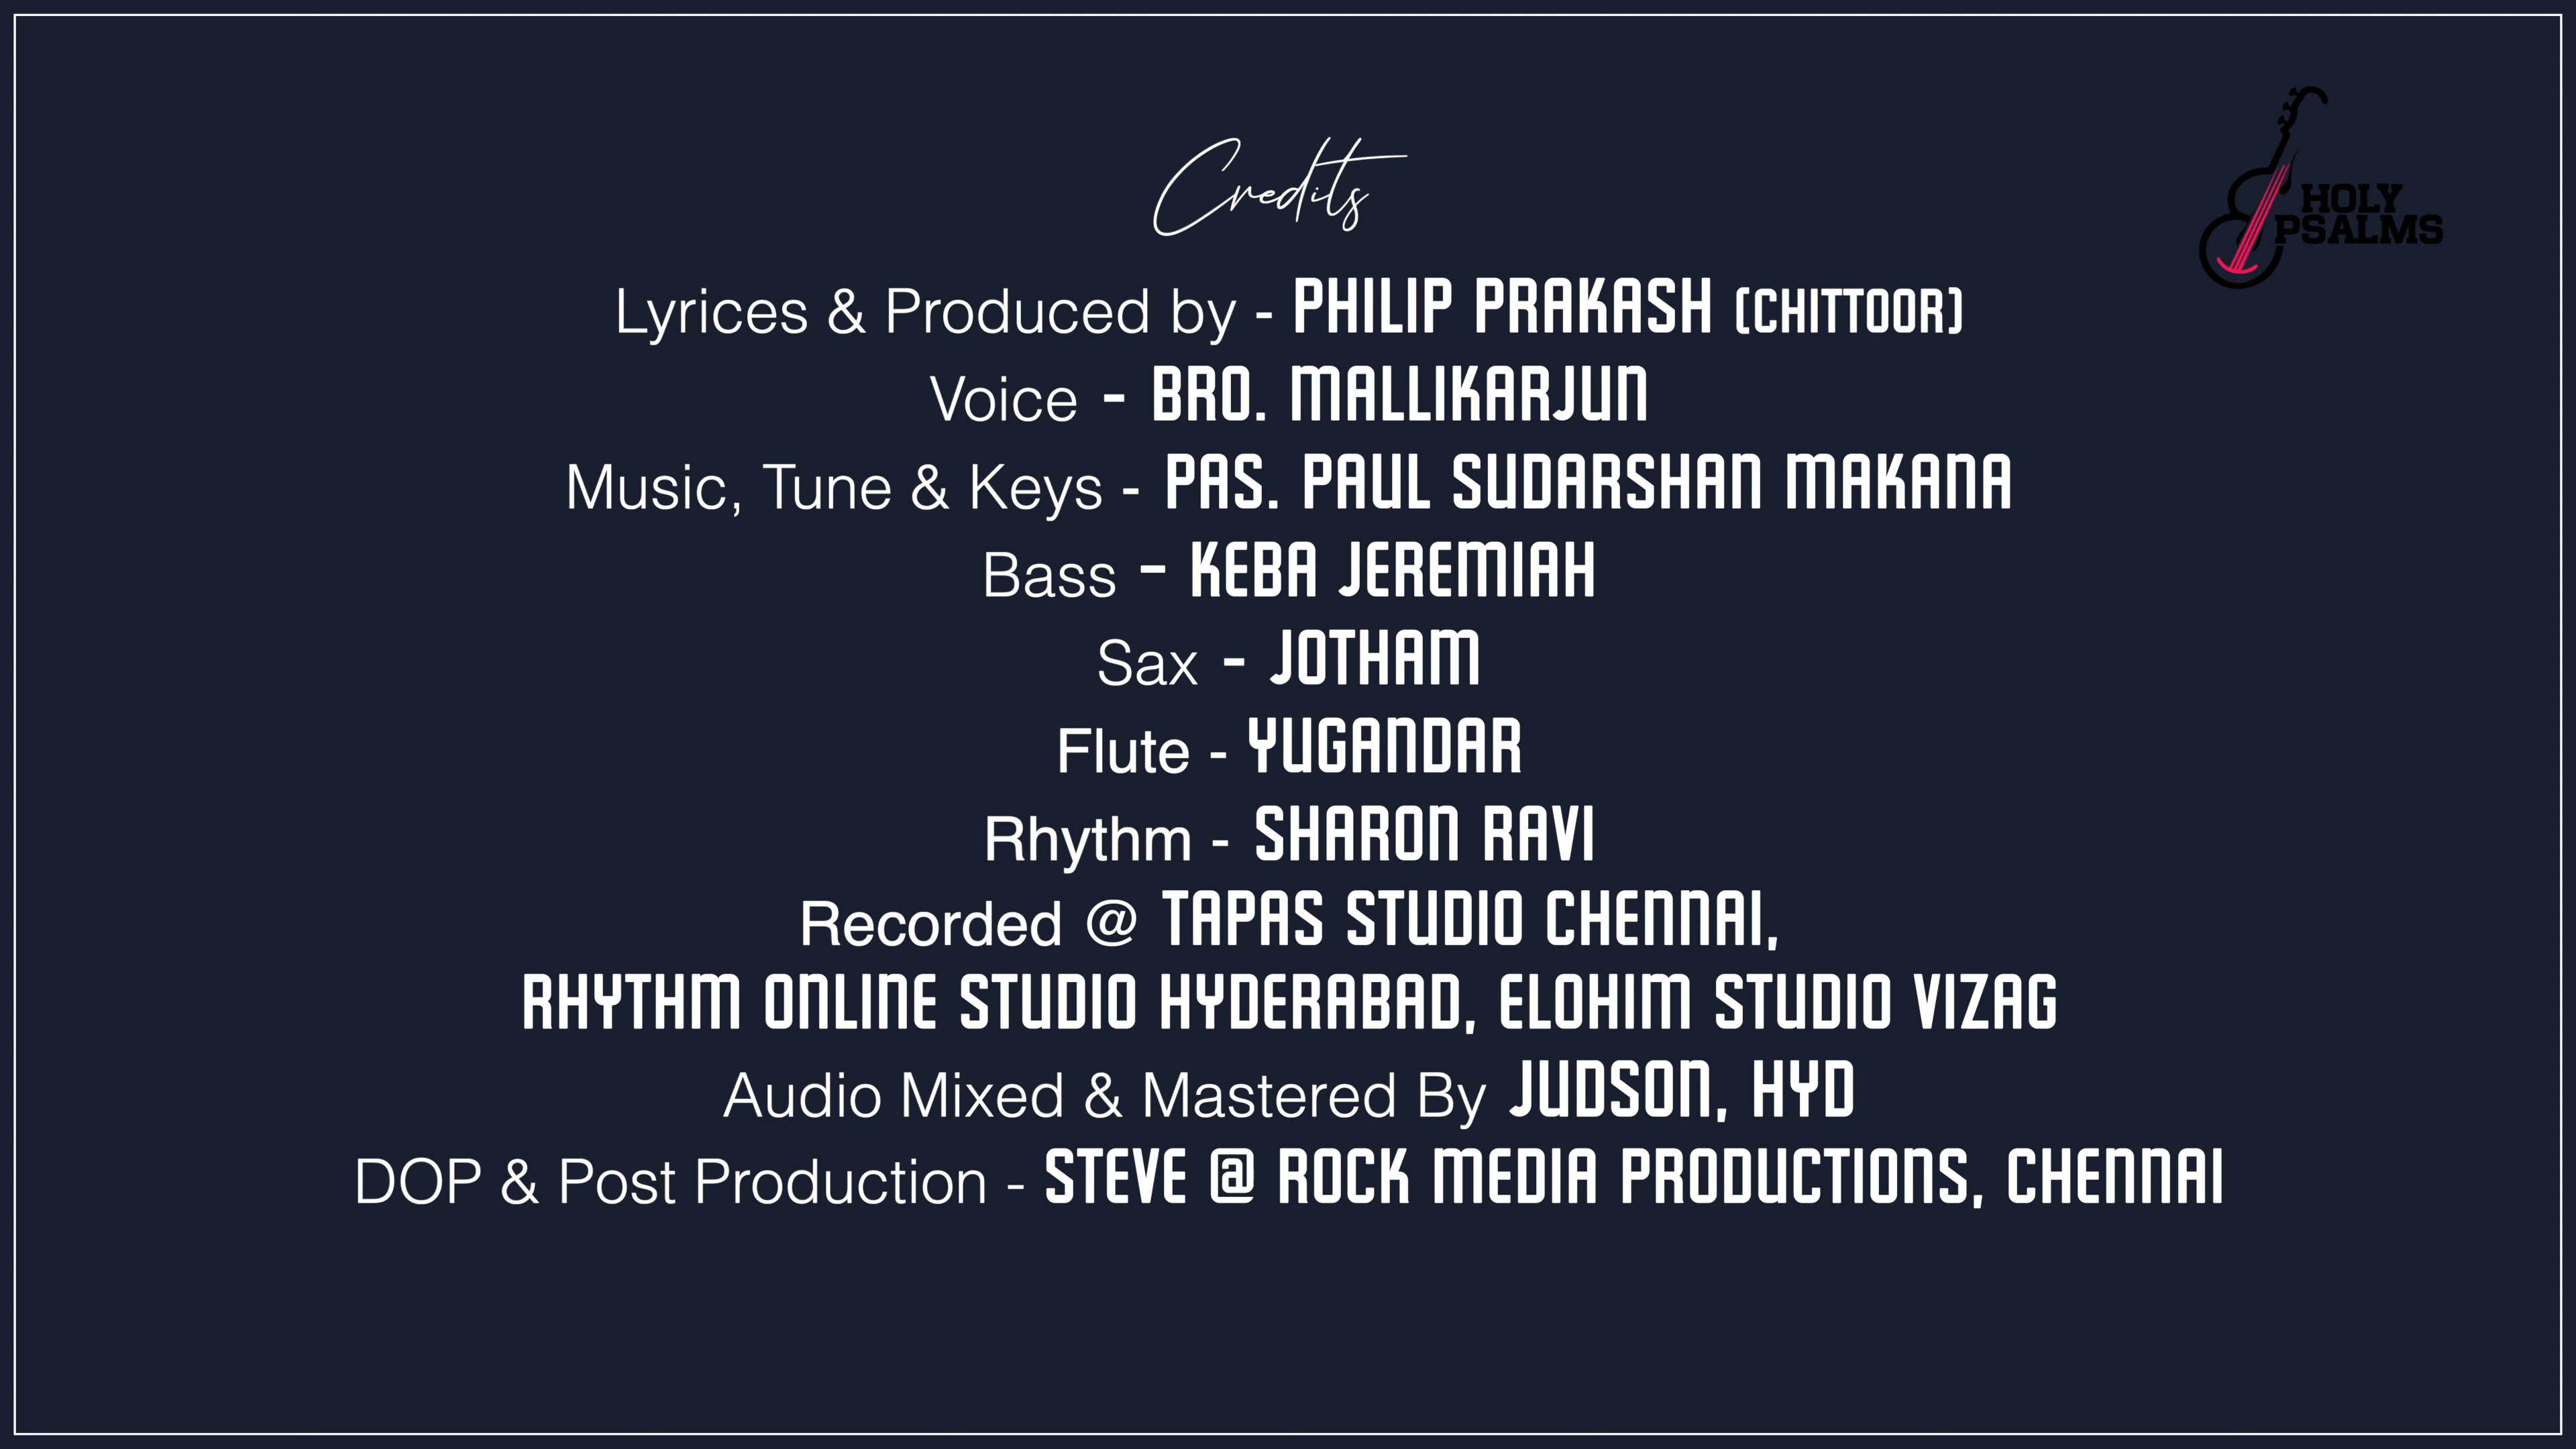 Credits
HOLY
PSALMS
Lyrices & Produced by - PHILIP PRAKASH (CHITTOOR)
Voice - BRO. MALLIKARJUN
Music, Tune & Keys - PAS. PAUL SUDARSHAN MAKANA
Bass - KEBA JEREMIAH
Sax - JOTHAM
Flute - YUGANDAR
Rhythm - SHARON RAVI
Recorded @ TAPAS STUDIO CHENNAI,
RHYTHM ONLINE STUDIO HYDERABAD, ELOHIM STUDIO VIZAG
Audio Mixed & Mastered By JUDSON, HYD
DOP & Post Production - STEVE @ ROCK MEDIA PRODUCTIONS, CHENNAI